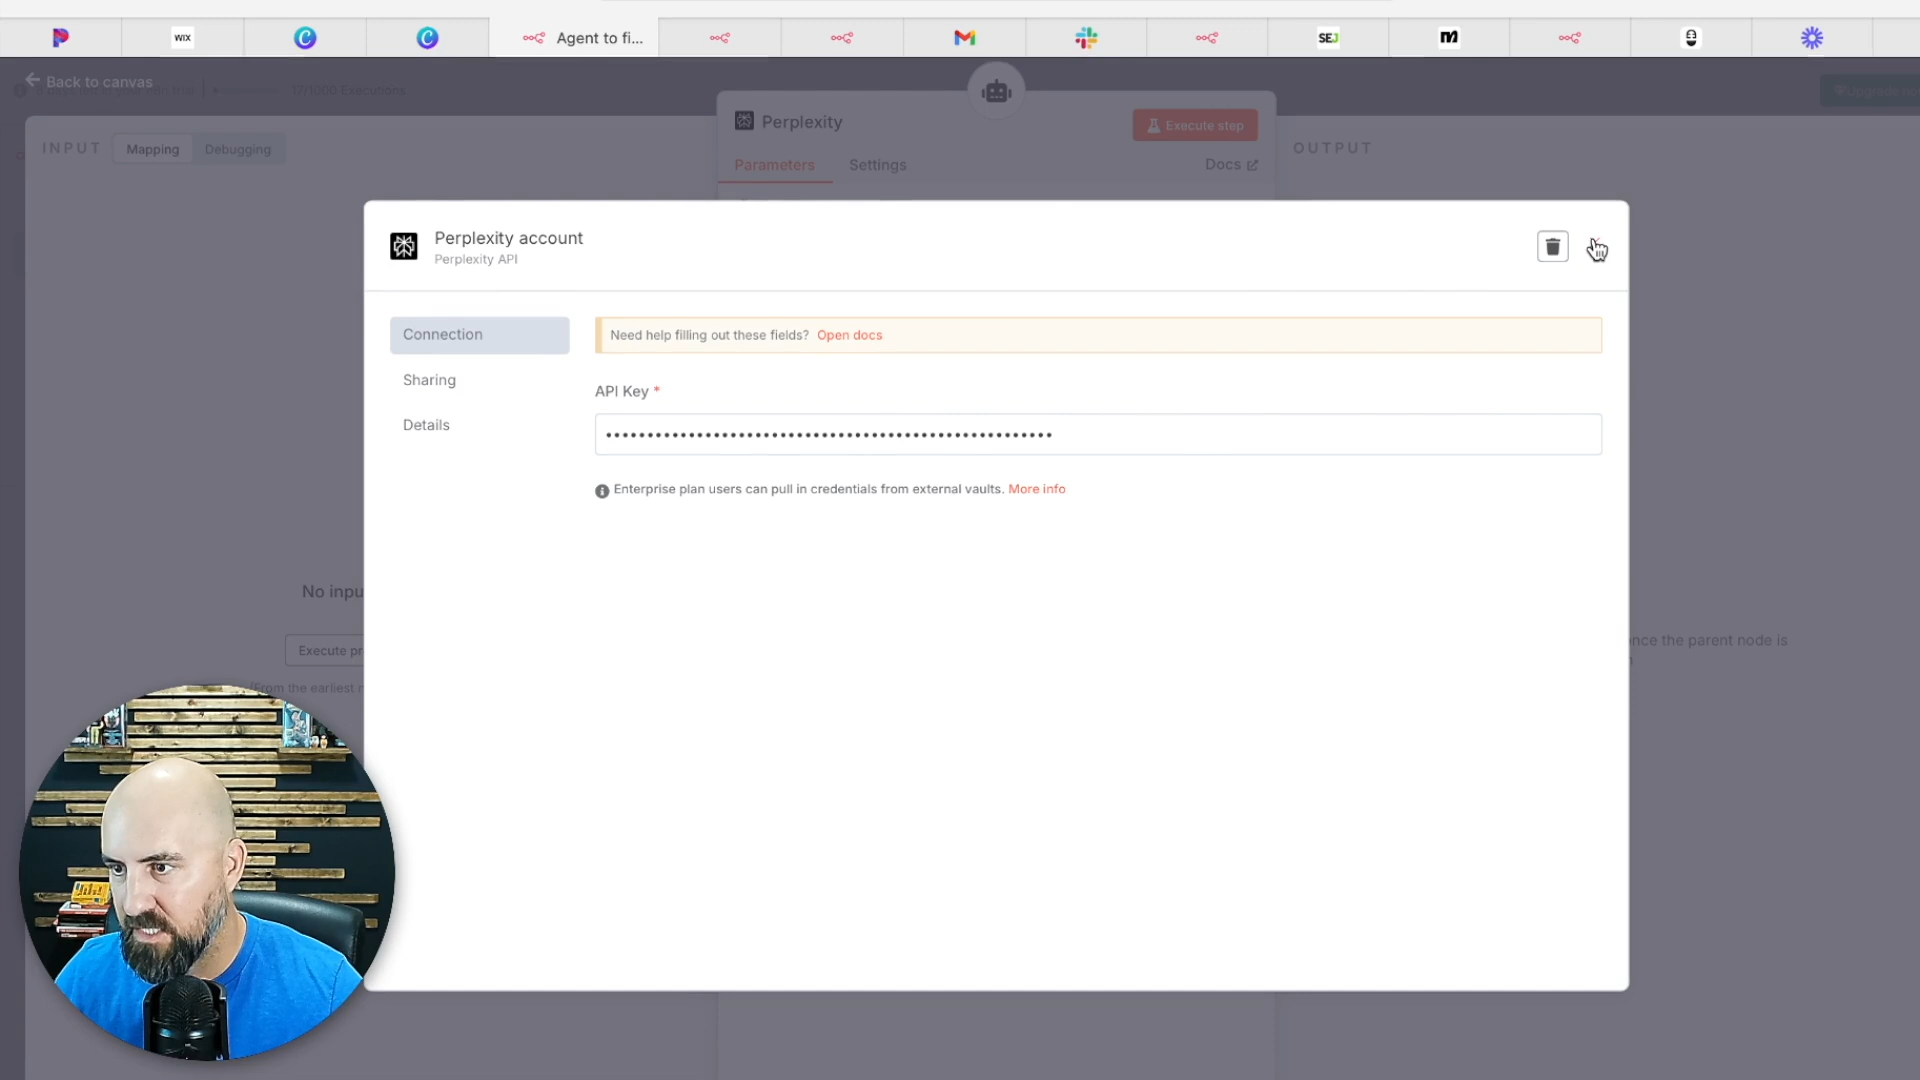 WIX
Agent to fi...
SEJ
Back to canvas
17/1000 Executions
Upgrade no
INPUT
Mapping
Debugging
Perplexity
Execute step
Parameters
Settings
Docs
OUTPUT
Perplexity account
Perplexity API
Connection
Sharing
Details
Need help filling out these fields? Open docs
API Key *
••••••••••••••••••••••••••••••••••••••••••••••••••••••
Enterprise plan users can pull in credentials from external vaults. More info
No inpu
Execute pr
(From the earliest
once the parent node is